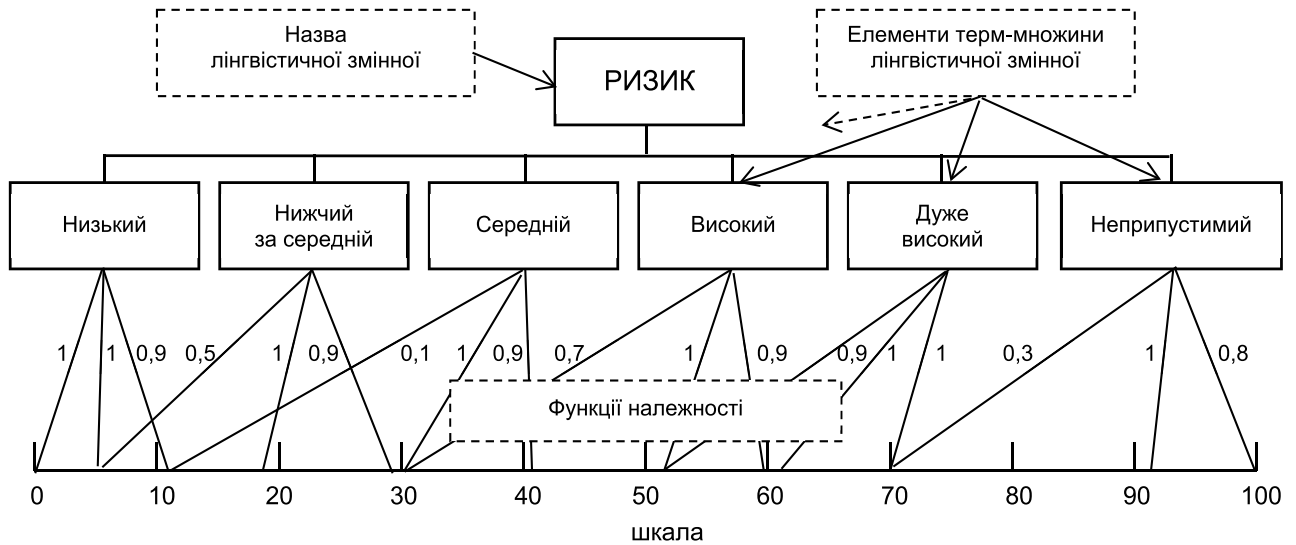 Назва
лінгвістичної змінної
РИЗИК
Елементи терм-множини
лінгвістичної змінної
Низький
Нижчий
за середній
Середній
Високий
Дуже
високий
Неприпустимий
1 1 0,9 0,5 1 0,9 0,1 1 0,9 0,7 1 0,9 0,9 1 1 0,3 1 0,8
Функції належності
0 10 20 30 40 50 60 70 80 90 100
шкала